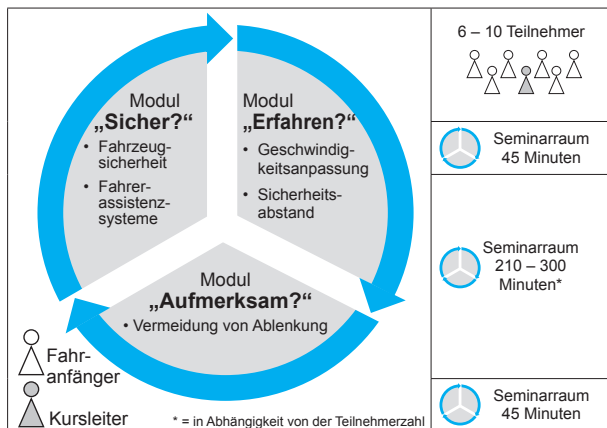 Modul
„Sicher?“
• Fahrzeug-
sicherheit
• Fahrer-
assistenz-
systeme
Modul
„Erfahren?“
• Geschwindig-
keitsanpassung
• Sicherheits-
abstand
Modul
„Aufmerksam?“
• Vermeidung von Ablenkung
Fahr-
anfänger
Kursleiter
* = in Abhängigkeit von der Teilnehmerzahl
6 – 10 Teilnehmer
Seminarraum
45 Minuten
Seminarraum
210 – 300
Minuten*
Seminarraum
45 Minuten